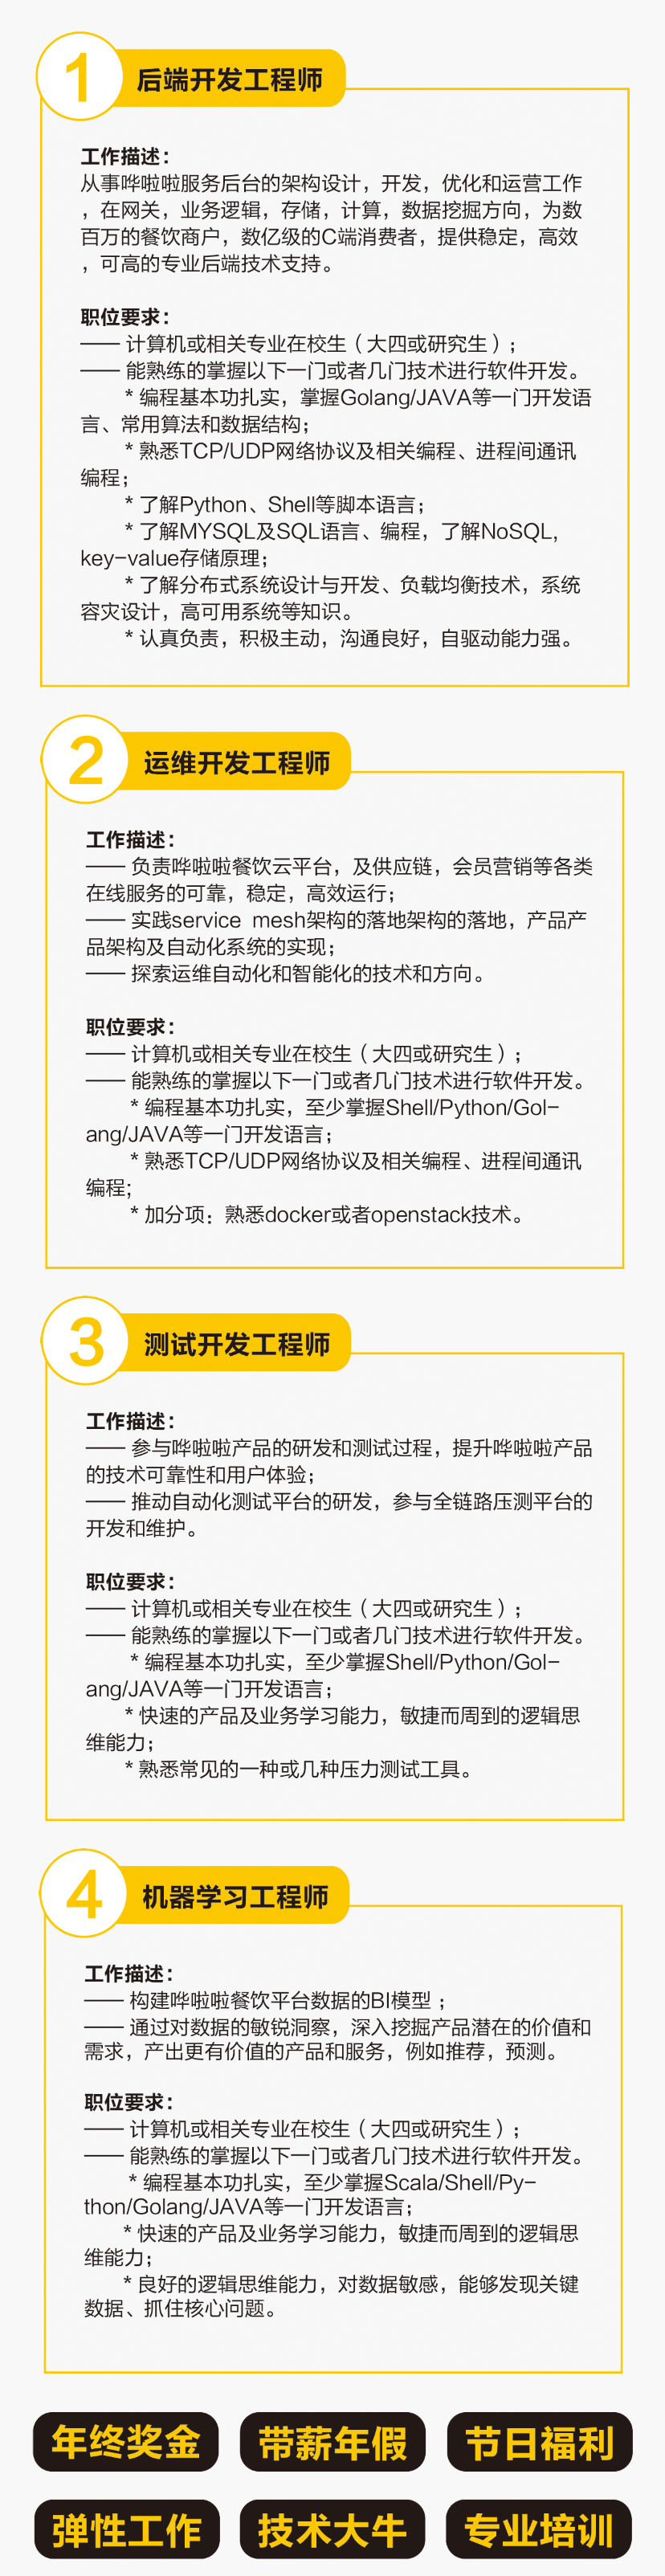 1
后端开发工程师
工作描述：
从事哗啦啦服务后台的架构设计，开发，优化和运营工作
，在网关，业务逻辑，存储，计算，数据挖掘方向，为数
百万的餐饮商户，数亿级的C端消费者，提供稳定，高效
，可高的专业后端技术支持。
职位要求：
—— 计算机或相关专业在校生（大四或研究生）；
—— 能熟练的掌握以下一门或者几门技术进行软件开发。
* 编程基本功扎实，掌握Golang/JAVA等一门开发语
言、常用算法和数据结构；
* 熟悉TCP/UDP网络协议及相关编程、进程间通讯
编程；
* 了解Python、Shell等脚本语言；
* 了解MYSQL及SQL语言、编程，了解NoSQL，
key-value存储原理；
* 了解分布式系统设计与开发、负载均衡技术，系统
容灾设计，高可用系统等知识。
* 认真负责，积极主动，沟通良好，自驱动能力强。
2
运维开发工程师
工作描述：
—— 负责哗啦啦餐饮云平台，及供应链，会员营销等各类
在线服务的可靠，稳定，高效运行；
—— 实践service mesh架构的落地架构的落地，产品产
品架构及自动化系统的实现；
—— 探索运维自动化和智能化的技术和方向。
职位要求：
—— 计算机或相关专业在校生（大四或研究生）；
—— 能熟练的掌握以下一门或者几门技术进行软件开发。
* 编程基本功扎实，至少掌握Shell/Python/Gol-
ang/JAVA等一门开发语言；
* 熟悉TCP/UDP网络协议及相关编程、进程间通讯
编程；
* 加分项：熟悉docker或者openstack技术。
3
测试开发工程师
工作描述：
—— 参与哗啦啦产品的研发和测试过程，提升哗啦啦产品
的技术可靠性和用户体验；
—— 推动自动化测试平台的研发，参与全链路压测平台的
开发和维护。
职位要求：
—— 计算机或相关专业在校生（大四或研究生）；
—— 能熟练的掌握以下一门或者几门技术进行软件开发。
* 编程基本功扎实，至少掌握Shell/Python/Gol-
ang/JAVA等一门开发语言；
* 快速的产品及业务学习能力，敏捷而周到的逻辑思
维能力；
* 熟悉常见的一种或几种压力测试工具。
4
机器学习工程师
工作描述：
—— 构建哗啦啦餐饮平台数据的BI模型 ；
—— 通过对数据的敏锐洞察，深入挖掘产品潜在的价值和
需求，产出更有价值的产品和服务，例如推荐，预测。
职位要求：
—— 计算机或相关专业在校生（大四或研究生）；
—— 能熟练的掌握以下一门或者几门技术进行软件开发。
* 编程基本功扎实，至少掌握Scala/Shell/Py-
thon/Golang/JAVA等一门开发语言；
* 快速的产品及业务学习能力，敏捷而周到的逻辑思
维能力；
* 良好的逻辑思维能力，对数据敏感，能够发现关键
数据、抓住核心问题。
年终奖金 带薪年假 节日福利
弹性工作 技术大牛 专业培训